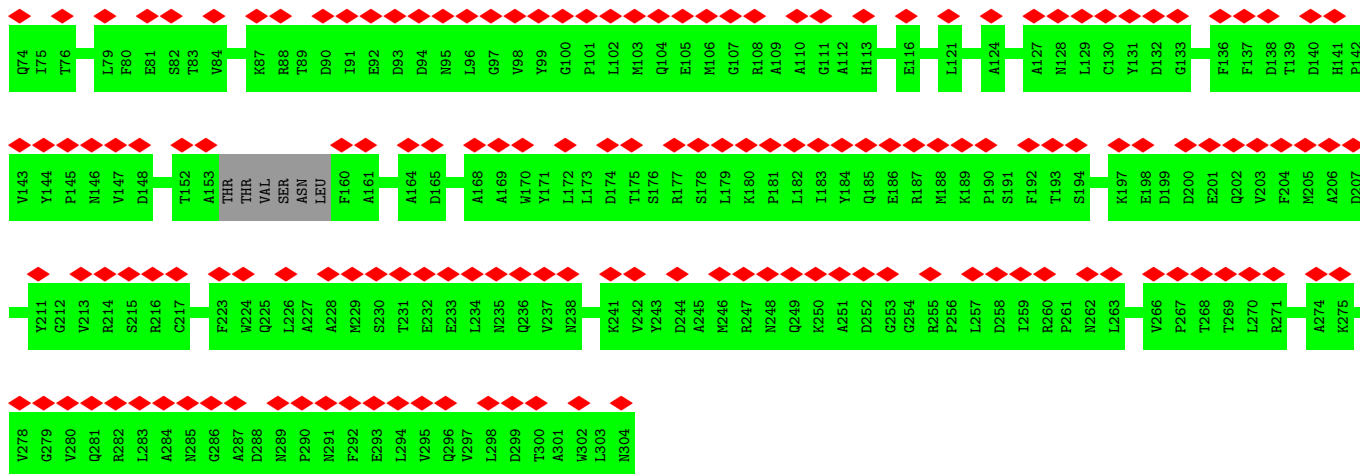 Q74 I75 T76 L79 F80 E81 S82 T83 V84 K87 R88 T89 D90 I91 E92 D93 D94 N95 L96 G97 V98 Y99 G100 P101 L102 M103 Q104 E105 M106 G107 R108 A109 A110 G111 A112 H113 E116 L121 A124 A127 N128 L129 C130 Y131 D132 G133 F136 F137 D138 T139 D140 H141 P142
V143 Y144 P145 N146 V147 D148 T152 A153 THR THR VAL SER ASN LEU F160 A161 A164 D165 A168 A169 W170 Y171 L172 L173 D174 T175 S176 R177 S178 L179 K180 P181 L182 I183 Y184 Q185 E186 R187 M188 K189 P190 S191 F192 T193 S194 K197 E198 D199 D200 E201 Q202 V203 F204 M205 A206 D207
Y211 G212 V213 R214 S215 R216 C217 F223 W224 Q225 L226 A227 A228 M229 S230 T231 E232 E233 L234 N235 Q236 V237 N238 K241 V242 Y243 D244 A245 M246 R247 N248 Q249 K250 A251 D252 G253 G254 R255 P256 L257 D258 I259 R260 P261 N262 L263 V266 P267 T268 T269 L270 R271 A274 K275
V278 G279 V280 Q281 R282 L283 A284 N285 G286 A287 D288 N289 P290 N291 F292 E293 L294 V295 Q296 V297 L298 D299 T300 A301 W302 L303 N304